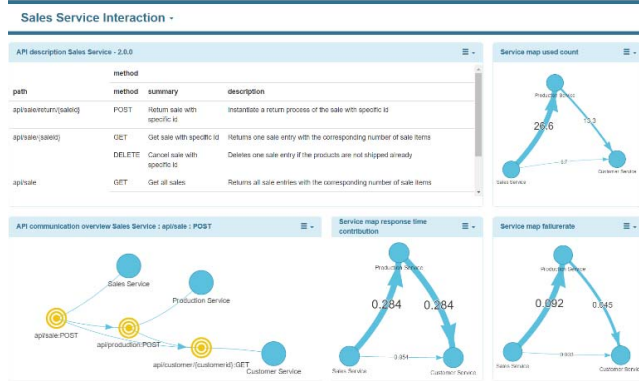 Sales Service Interaction
API description Sales Service - 2.0.0
method
path method summary description
api/sale/return/{saleid} POST Return sale with specific id Instantiate a return process of the sale with specific id
api/sale/{saleid} GET Get sale with specific id Returns one sale entry with the corresponding number of sale items
DELETE Cancel sale with specific id Deletes one sale entry if the products are not shipped already
api/sale GET Get all sales Returns all sale entries with the corresponding number of sale items
Service map used count
Production Service
26.6
13.3
Sales Service
Customer Service
API communication overview Sales Service : api/sale : POST
Sales Service
Production Service
api/sale:POST
api/production:POST
api/customer/{customerid}:GET
Customer Service
Service map response time
contribution
Production Service
0.284 0.284
Sales Service
Customer Service
Service map failurerate
Production Service
0.092
0.045
Sales Service
Customer Service